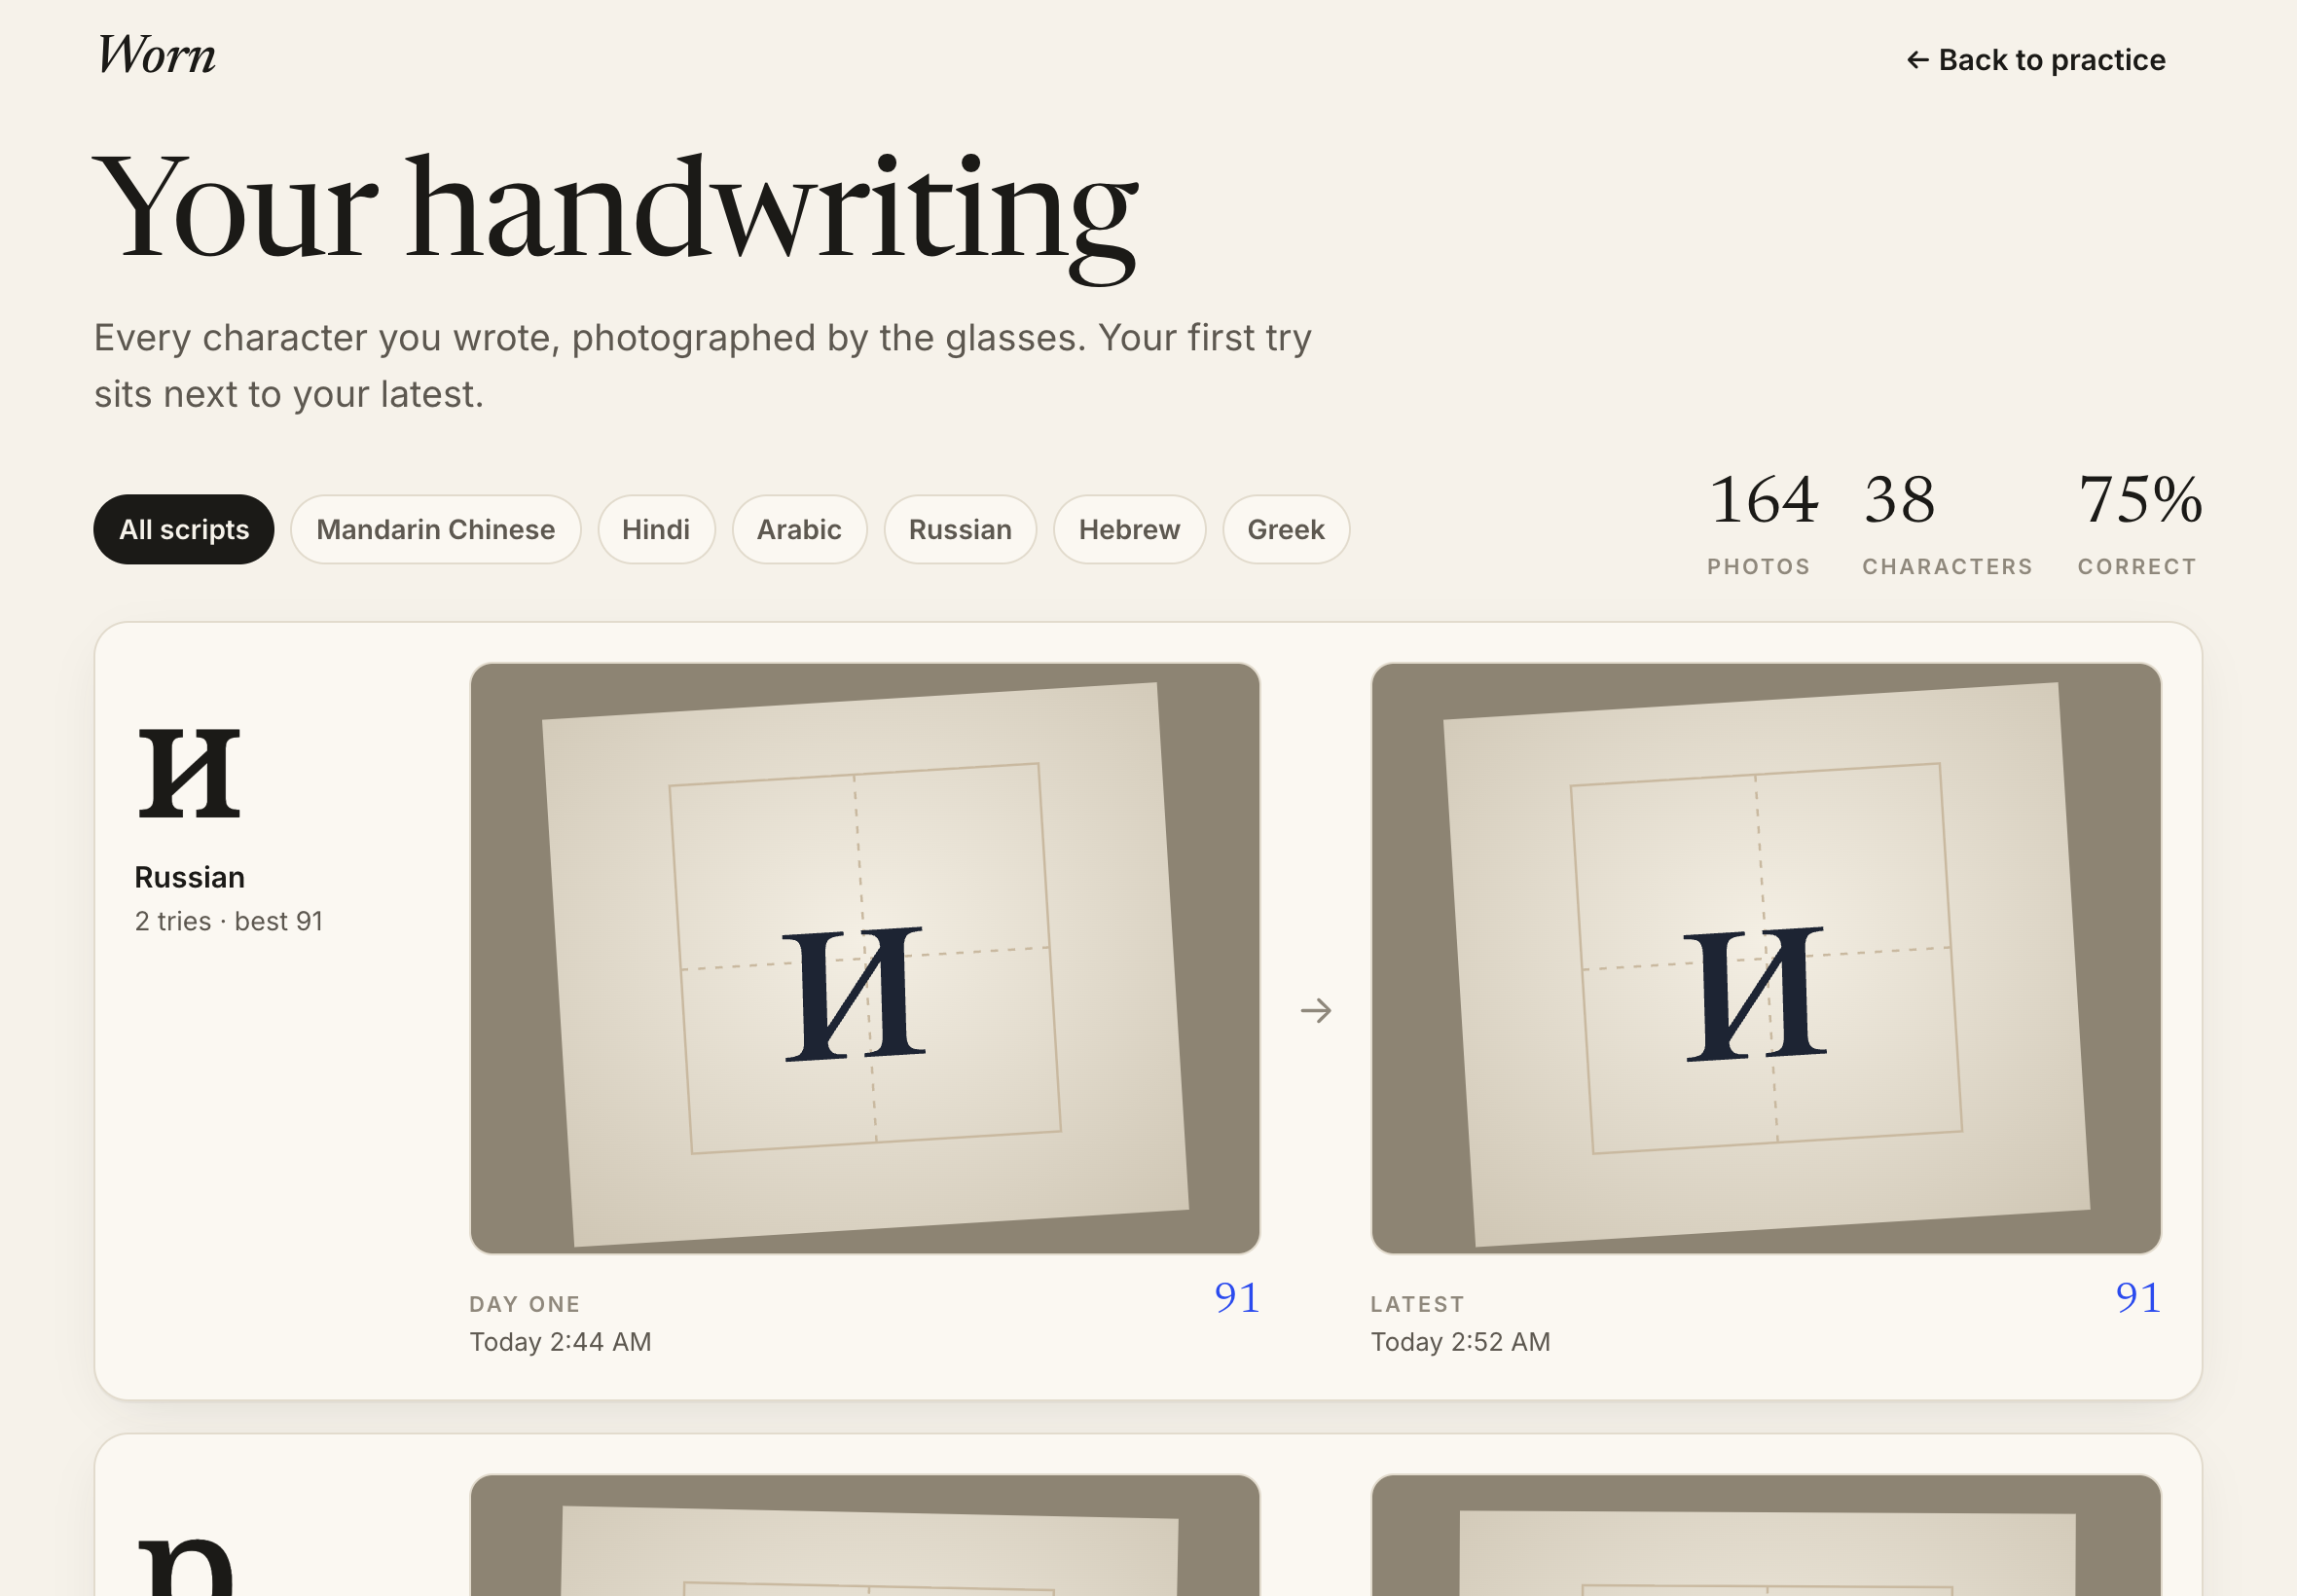 Worn
← Back to practice
Your handwriting
Every character you wrote, photographed by the glasses. Your first try
sits next to your latest.
All scripts
Mandarin Chinese
Hindi
Arabic
Russian
Hebrew
Greek
164
PHOTOS
38
CHARACTERS
75%
CORRECT
и
Russian
2 tries · best 91
и
DAY ONE
91
Today 2:44 AM
→
и
LATEST
91
Today 2:52 AM